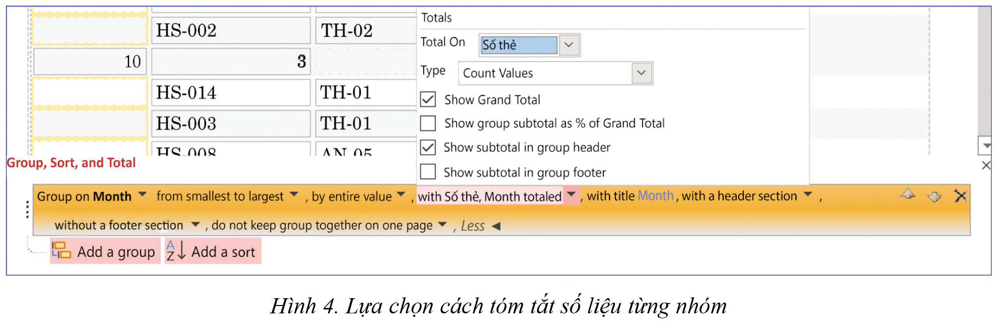 Totals
HS-002 TH-02
Total On Số thẻ
10 3
Type Count Values
HS-014 TH-01
Show Grand Total
HS-003 TH-01
Show group subtotal as % of Grand Total
HS-008 AN-05
Show subtotal in group header
Group, Sort, and Total
Show subtotal in group footer
Group on Month from smallest to largest , by entire value , with Số thẻ, Month totaled , with title Month , with a header section ,
without a footer section , do not keep group together on one page , Less
Add a group AZ Add a sort
Hình 4. Lựa chọn cách tóm tắt số liệu từng nhóm